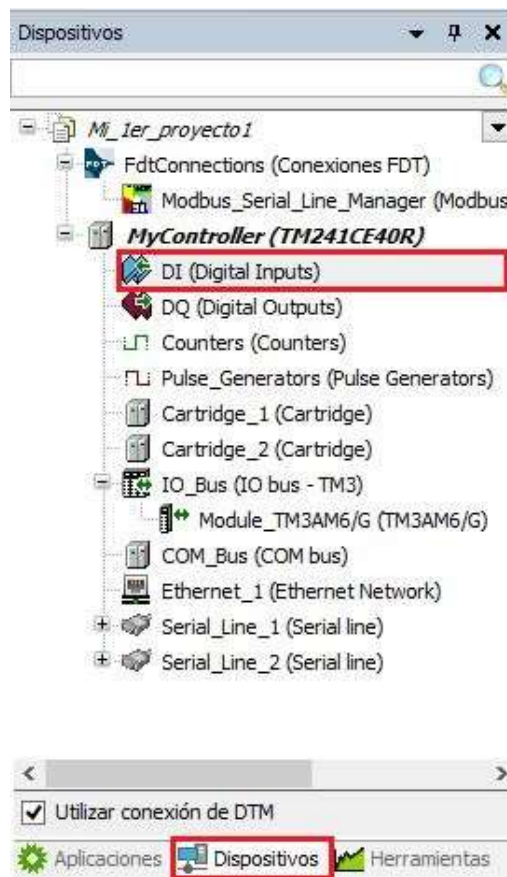 Dispositivos
Mi_1er_proyecto1
FdtConnections (Conexiones FDT)
Modbus_Serial_Line_Manager (Modbus
MyController (TM241CE40R)
DI (Digital Inputs)
DQ (Digital Outputs)
Counters (Counters)
Pulse_Generators (Pulse Generators)
Cartridge_1 (Cartridge)
Cartridge_2 (Cartridge)
IO_Bus (IO bus - TM3)
Module_TM3AM6/G (TM3AM6/G)
COM_Bus (COM bus)
Ethernet_1 (Ethernet Network)
Serial_Line_1 (Serial line)
Serial_Line_2 (Serial line)
Utilizar conexión de DTM
Aplicaciones Dispositivos Herramientas